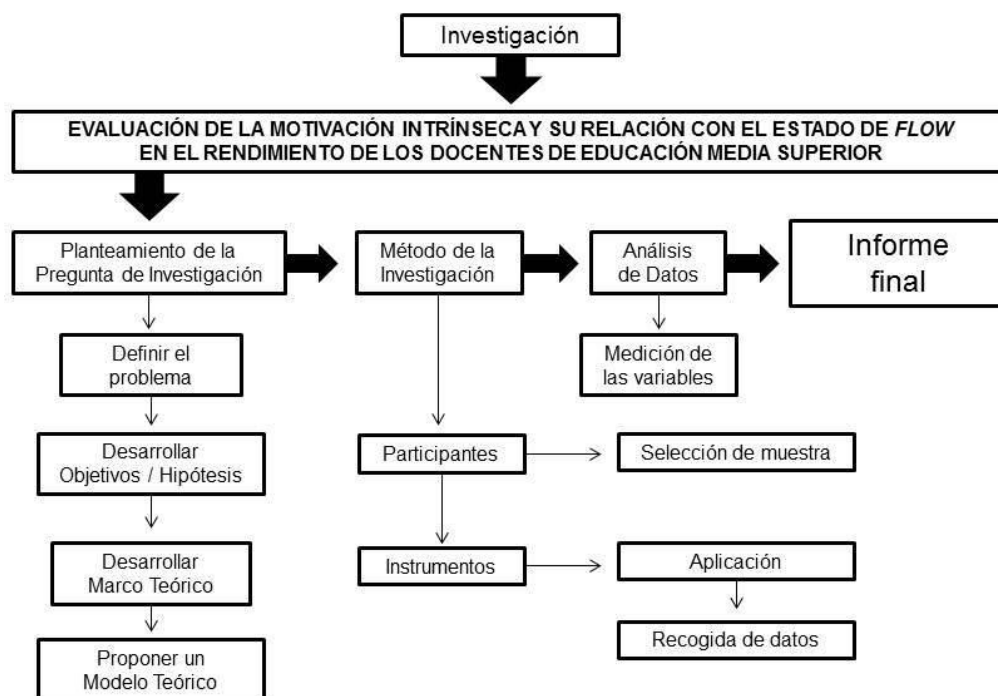 Investigación
EVALUACIÓN DE LA MOTIVACIÓN INTRÍNSECA Y SU RELACIÓN CON EL ESTADO DE FLOW
EN EL RENDIMIENTO DE LOS DOCENTES DE EDUCACIÓN MEDIA SUPERIOR
Planteamiento de la
Pregunta de Investigación
Método de la
Investigación
Análisis
de Datos
Informe
final
Definir el
problema
Medición de
las variables
Desarrollar
Objetivos / Hipótesis
Participantes
Selección de muestra
Desarrollar
Marco Teórico
Instrumentos
Aplicación
Proponer un
Modelo Teórico
Recogida de datos